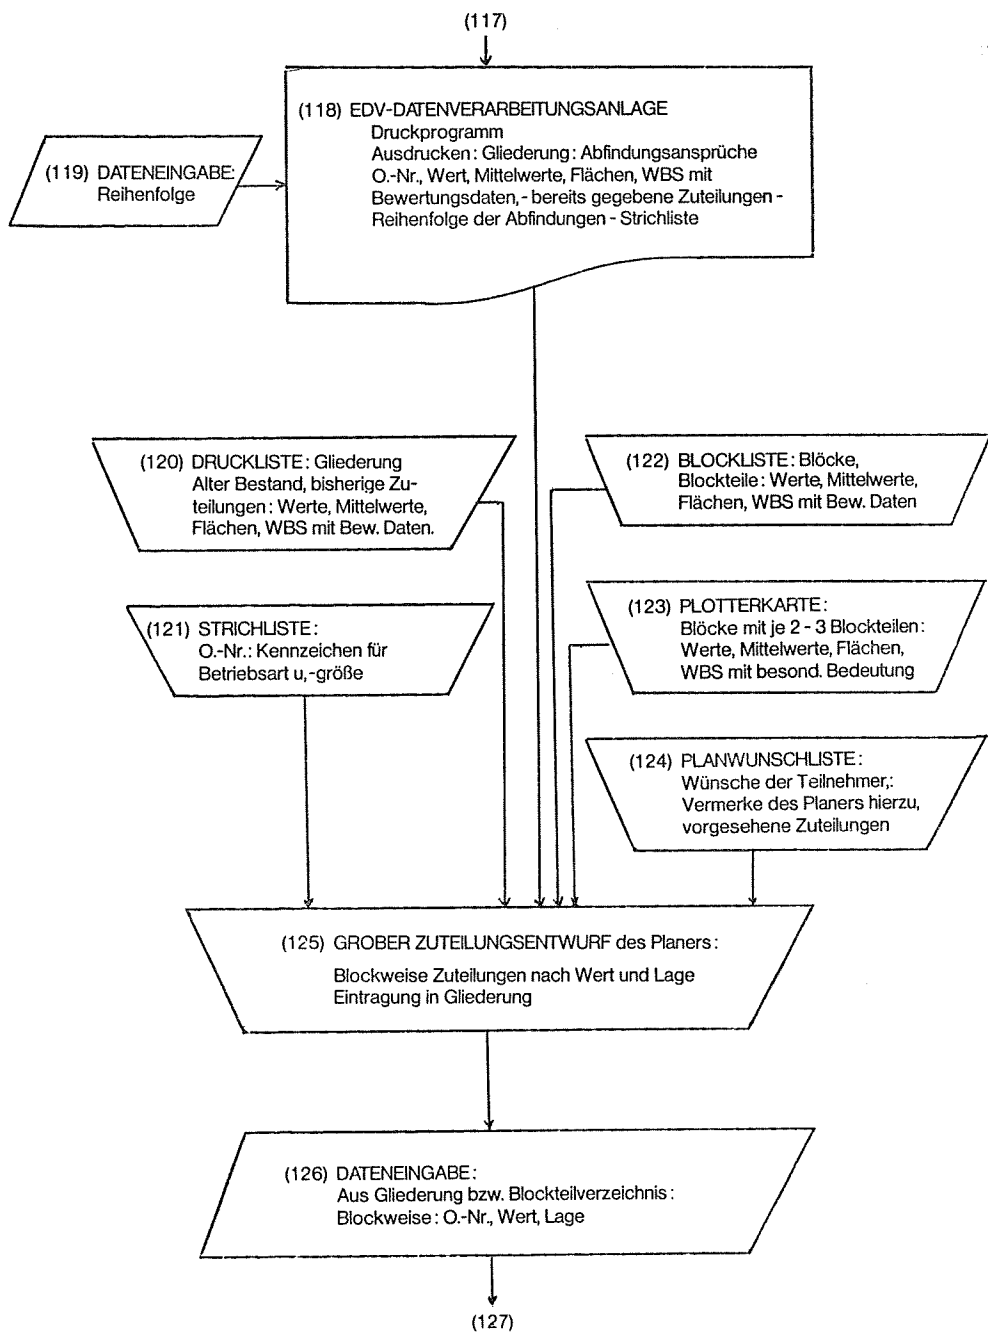 (117)
(118) EDV-DATENVERARBEITUNGSANLAGE
Druckprogramm
Ausdrucken: Gliederung: Abfindungsansprüche
O.-Nr., Wert, Mittelwerte, Flächen, WBS mit
Bewertungsdaten,- bereits gegebene Zuteilungen -
Reihenfolge der Abfindungen - Strichliste
(119) DATENEINGABE:
Reihenfolge
(120) DRUCKLISTE: Gliederung
Alter Bestand, bisherige Zu-
teilungen: Werte, Mittelwerte,
Flächen, WBS mit Bew. Daten.
(121) STRICHLISTE:
O.-Nr.: Kennzeichen für
Betriebsart u,-größe
(122) BLOCKLISTE: Blöcke,
Blockteile: Werte, Mittelwerte,
Flächen, WBS mit Bew. Daten
(123) PLOTTERKARTE:
Blöcke mit je 2 - 3 Blockteilen:
Werte, Mittelwerte, Flächen,
WBS mit besond. Bedeutung
(124) PLANWUNSCHLISTE:
Wünsche der Teilnehmer,:
Vermerke des Planers hierzu,
vorgesehene Zuteilungen
(125) GROBER ZUTEILUNGSENTWURF des Planers:
Blockweise Zuteilungen nach Wert und Lage
Eintragung in Gliederung
(126) DATENEINGABE:
Aus Gliederung bzw. Blockteilverzeichnis:
Blockweise: O.-Nr., Wert, Lage
(127)